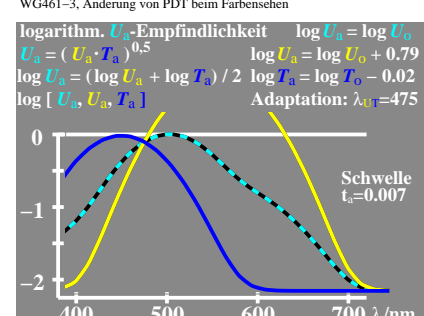 WG461–3, Änderung von PDT beim Farbensehen
logarithm. Ua-Empfindlichkeit log Ua = log Uo
Ua = ( Ua·Ta )0,5 log Ua = log Uo + 0.79
log Ua = (log Ua + log Ta) / 2 log Ta = log To − 0.02
log [ Ua, Ua, Ta ] Adaptation: λUT=475
0
Schwelle
ta=0.007
−1
−2
400 500 600 700 λ/nm